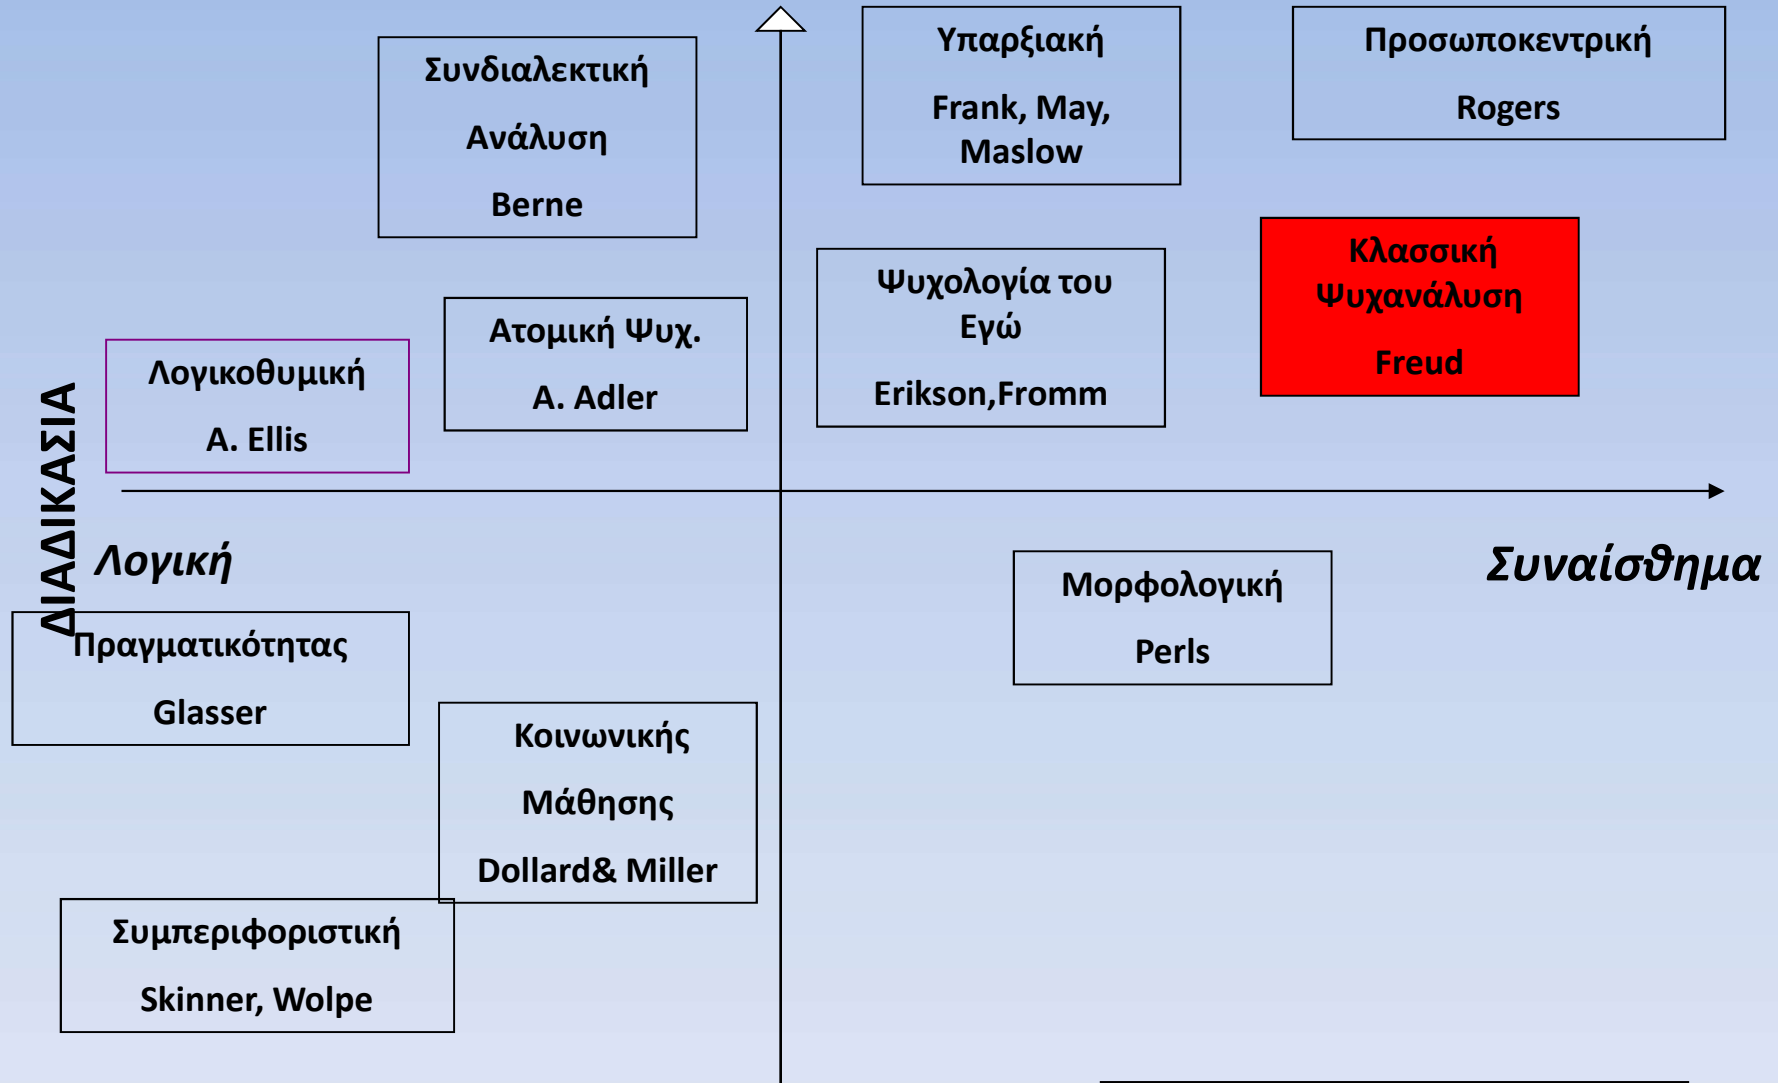 Συνδιαλεκτική
Ανάλυση
Berne
Υπαρξιακή
Frank, May,
Maslow
Προσωποκεντρική
Rogers
Λογικοθυμική
A. Ellis
Ατομική Ψυχ.
A. Adler
Ψυχολογία του
Εγώ
Erikson,Fromm
Κλασσική
Ψυχανάλυση
Freud
ΔΙΑΔΙΚΑΣΙΑ
Λογική
Συναίσθημα
Πραγματικότητας
Glasser
Κοινωνικής
Μάθησης
Dollard& Miller
Μορφολογική
Perls
Συμπεριφοριστική
Skinner, Wolpe